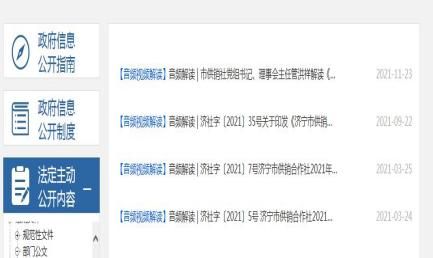 政府信息
公开指南
政府信息
公开制度
法定主动
公开内容
规范性文件
部门公文
【音频视频解读】音频解读 | 市供销社党组书记、理事会主任管洪祥解读《... 2021-11-23
【音频视频解读】音频解读 | 济社字〔2021〕35号关于印发《济宁市供销... 2021-09-22
【音频视频解读】音频解读 | 济社字〔2021〕7号济宁市供销合作社2021年... 2021-03-25
【音频视频解读】音频解读 | 济社字〔2021〕5号 济宁市供销合作社2021... 2021-03-24